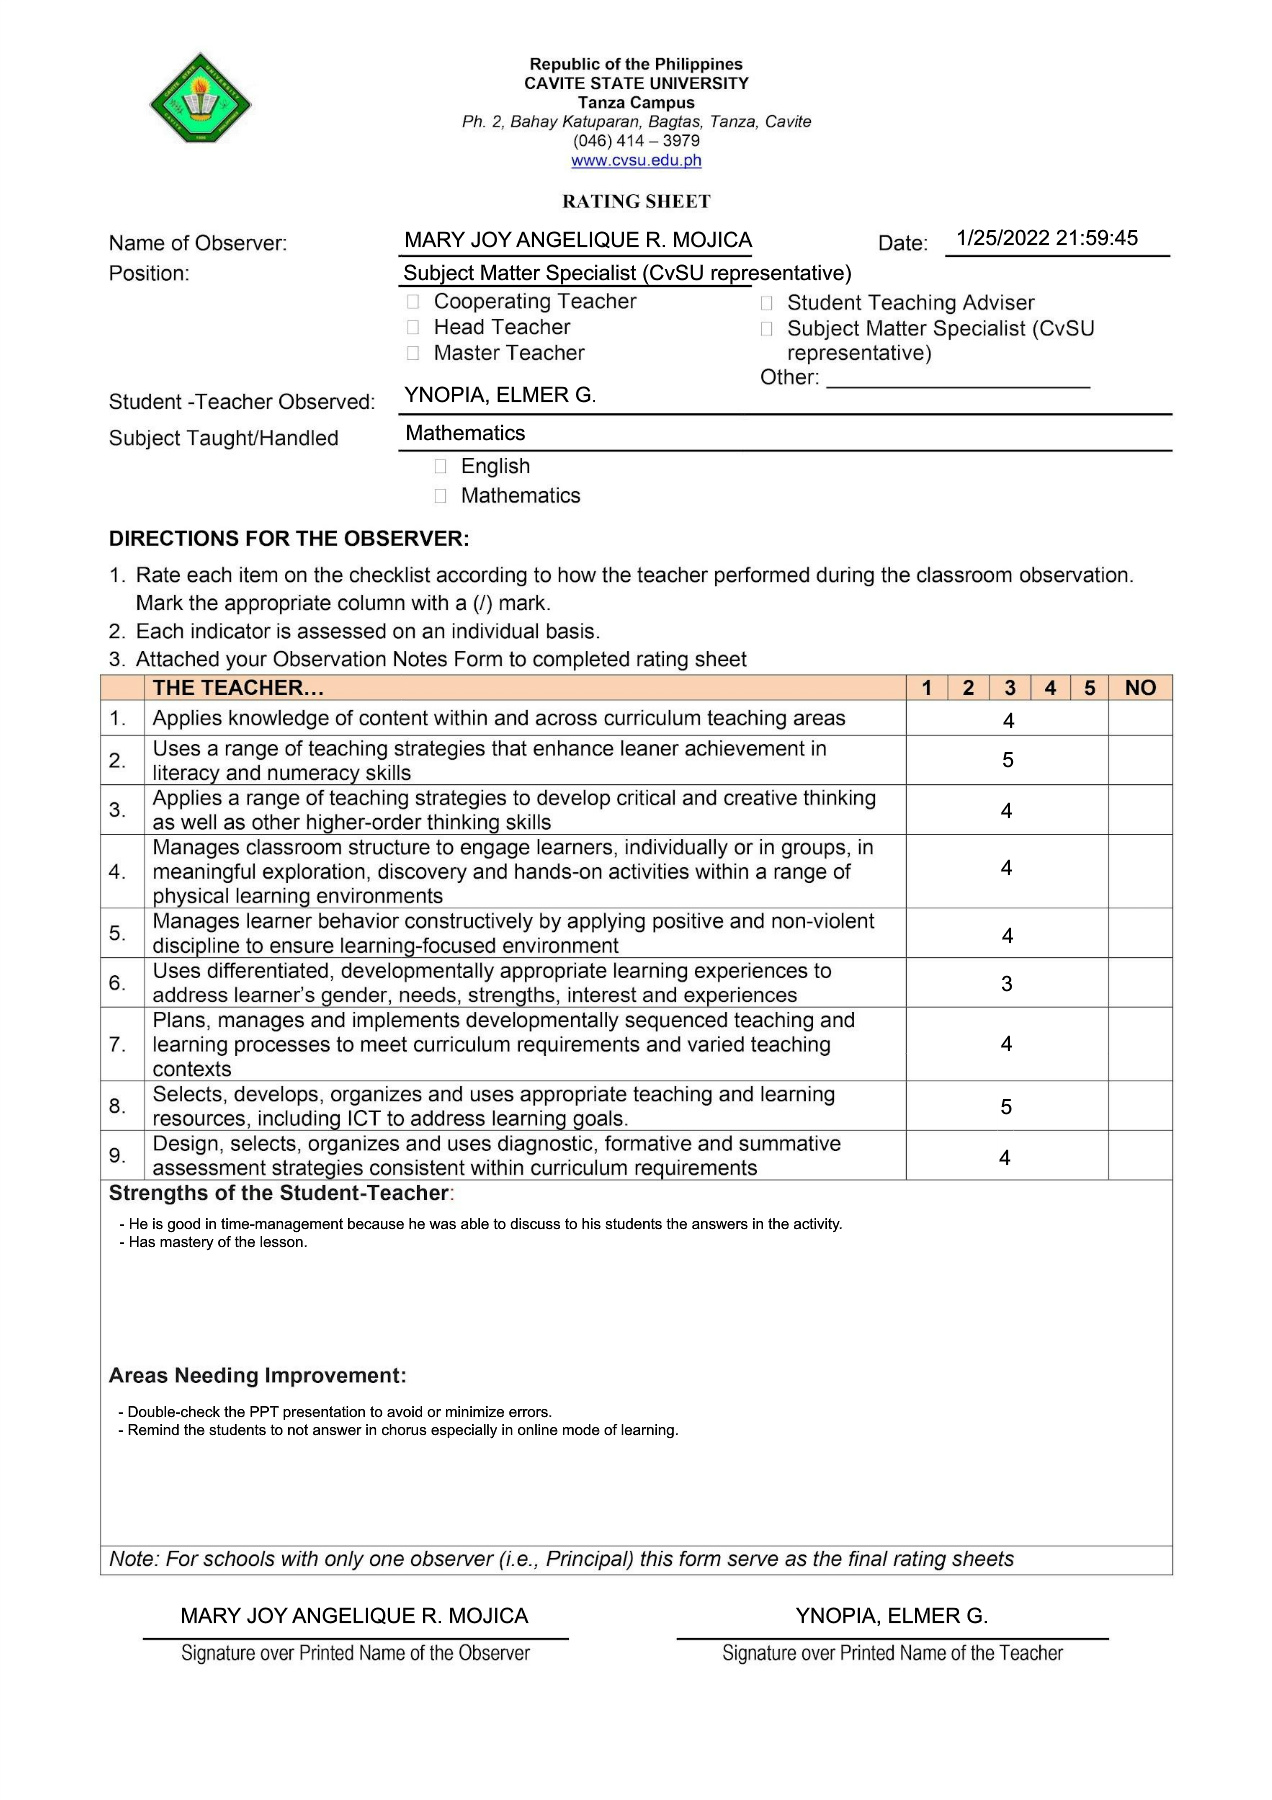 Republic of the Philippines
CAVITE STATE UNIVERSITY
Tanza Campus
Ph. 2, Bahay Katuparan, Bagtas, Tanza, Cavite
(046) 414 – 3979
www.cvsu.edu.ph
RATING SHEET
Name of Observer: MARY JOY ANGELIQUE R. MOJICA Date: 1/25/2022 21:59:45
Position: Subject Matter Specialist (CvSU representative)
Cooperating Teacher
Head Teacher
Master Teacher
Student Teaching Adviser
Subject Matter Specialist (CvSU
representative)
Other:
Student -Teacher Observed: YNOPIA, ELMER G.
Subject Taught/Handled Mathematics
English
Mathematics
DIRECTIONS FOR THE OBSERVER:
1. Rate each item on the checklist according to how the teacher performed during the classroom observation.
Mark the appropriate column with a (/) mark.
2. Each indicator is assessed on an individual basis.
3. Attached your Observation Notes Form to completed rating sheet
THE TEACHER… 1 2 3 4 5 NO
1. Applies knowledge of content within and across curriculum teaching areas 4
2. Uses a range of teaching strategies that enhance leaner achievement in
literacy and numeracy skills 5
3. Applies a range of teaching strategies to develop critical and creative thinking
as well as other higher-order thinking skills 4
4. Manages classroom structure to engage learners, individually or in groups, in
meaningful exploration, discovery and hands-on activities within a range of
physical learning environments 4
5. Manages learner behavior constructively by applying positive and non-violent
discipline to ensure learning-focused environment 4
6. Uses differentiated, developmentally appropriate learning experiences to
address learner’s gender, needs, strengths, interest and experiences 3
7. Plans, manages and implements developmentally sequenced teaching and
learning processes to meet curriculum requirements and varied teaching
contexts 4
8. Selects, develops, organizes and uses appropriate teaching and learning
resources, including ICT to address learning goals. 5
9. Design, selects, organizes and uses diagnostic, formative and summative
assessment strategies consistent within curriculum requirements 4
Strengths of the Student-Teacher:
- He is good in time-management because he was able to discuss to his students the answers in the activity.
- Has mastery of the lesson.
Areas Needing Improvement:
- Double-check the PPT presentation to avoid or minimize errors.
- Remind the students to not answer in chorus especially in online mode of learning.
Note: For schools with only one observer (i.e., Principal) this form serve as the final rating sheets
MARY JOY ANGELIQUE R. MOJICA YNOPIA, ELMER G.
Signature over Printed Name of the Observer Signature over Printed Name of the Teacher